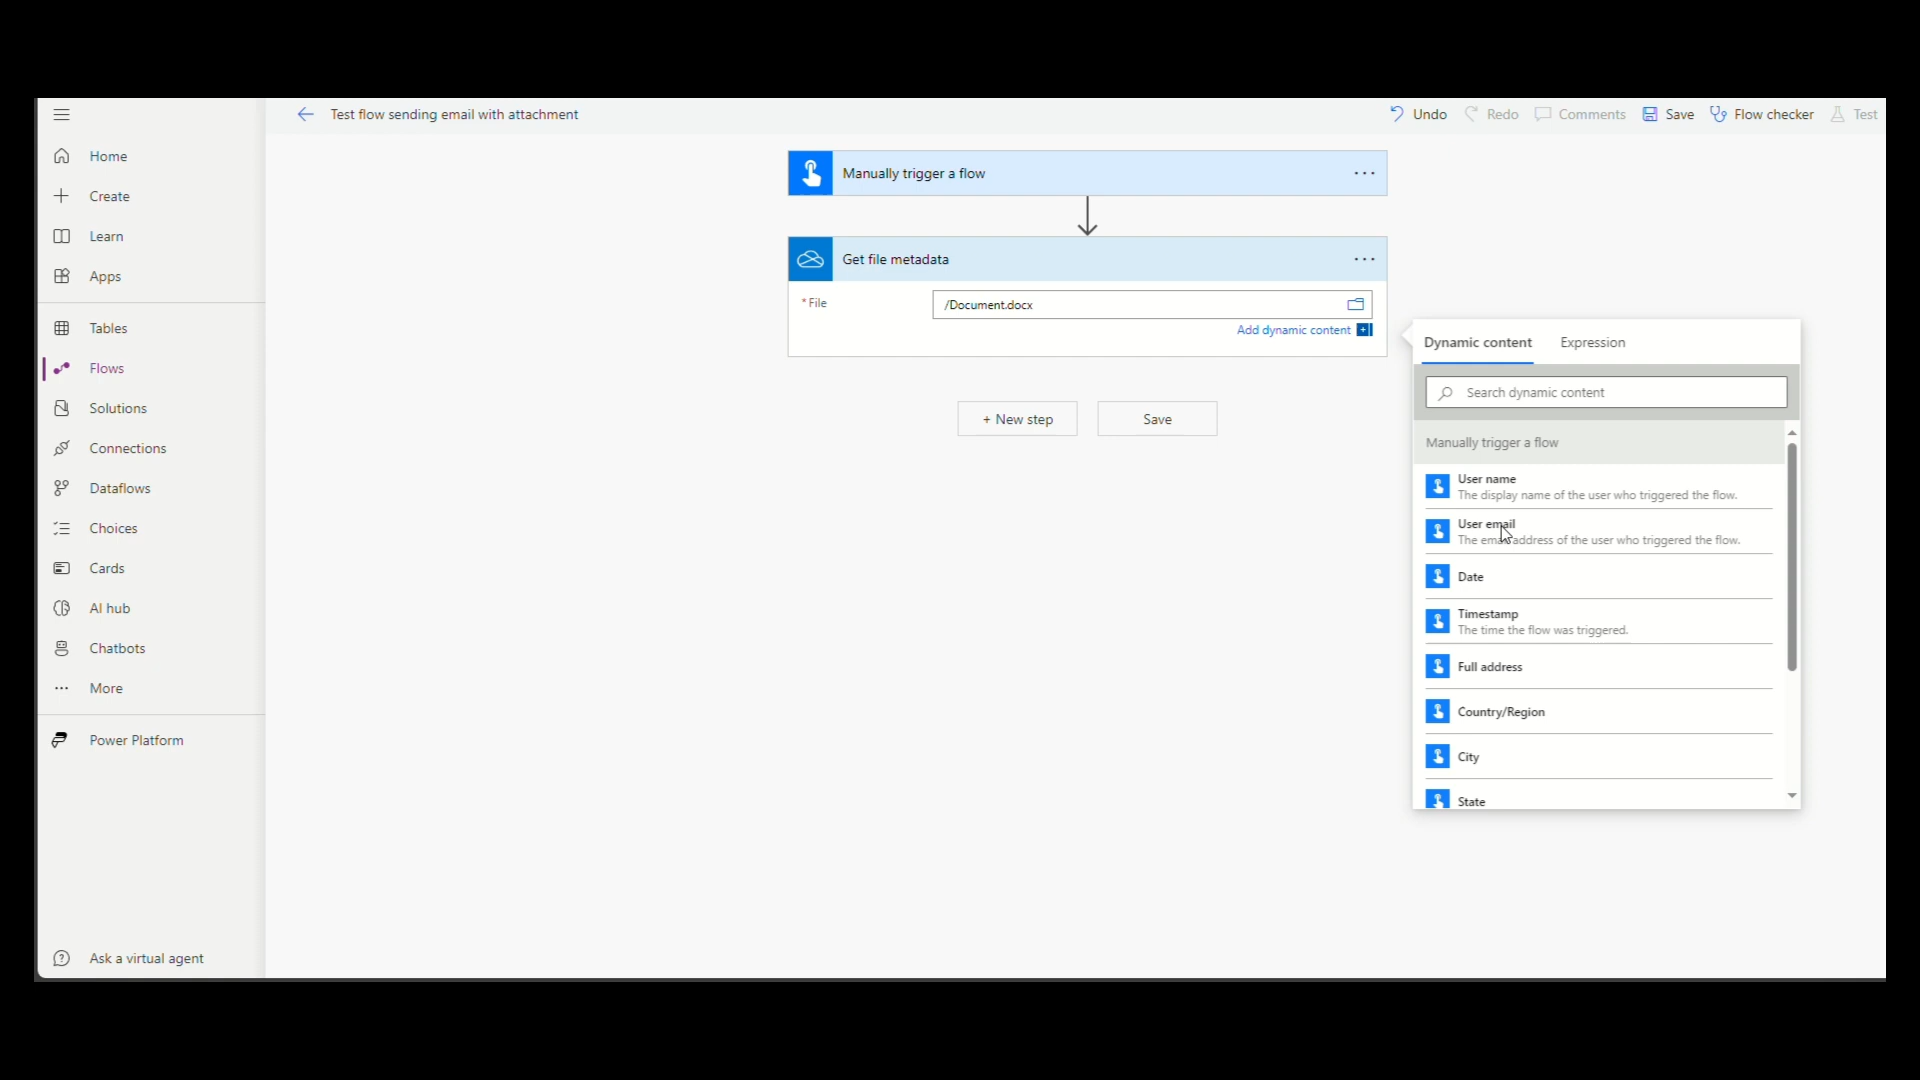 Test flow sending email with attachment
Undo
Redo
Comments
Save
Flow checker
Test
Home
Create
Learn
Apps
Tables
Flows
Solutions
Connections
Dataflows
Choices
Cards
AI hub
Chatbots
More
Power Platform
Ask a virtual agent
Manually trigger a flow
Get file metadata
* File
/Document.docx
Add dynamic content
+ New step
Save
Dynamic content
Expression
Search dynamic content
Manually trigger a flow
User name
The display name of the user who triggered the flow.
User email
The email address of the user who triggered the flow.
Date
Timestamp
The time the flow was triggered.
Full address
Country/Region
City
State